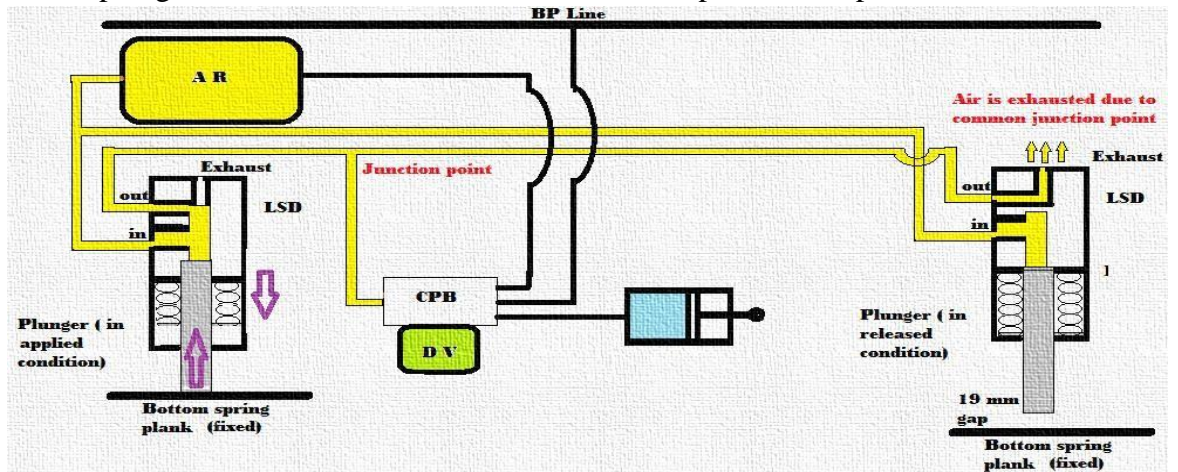 BP Line
A R
Air is exhausted due to
common junction point
Exhaust
Junction point
Exhaust
out
LSD
in
out
LSD
in
CPB
D V
Plunger ( in
applied
condition)
Plunger ( in
released
condition)
19 mm
gap
Bottom spring
plank (fixed)
Bottom spring
plank (fixed)